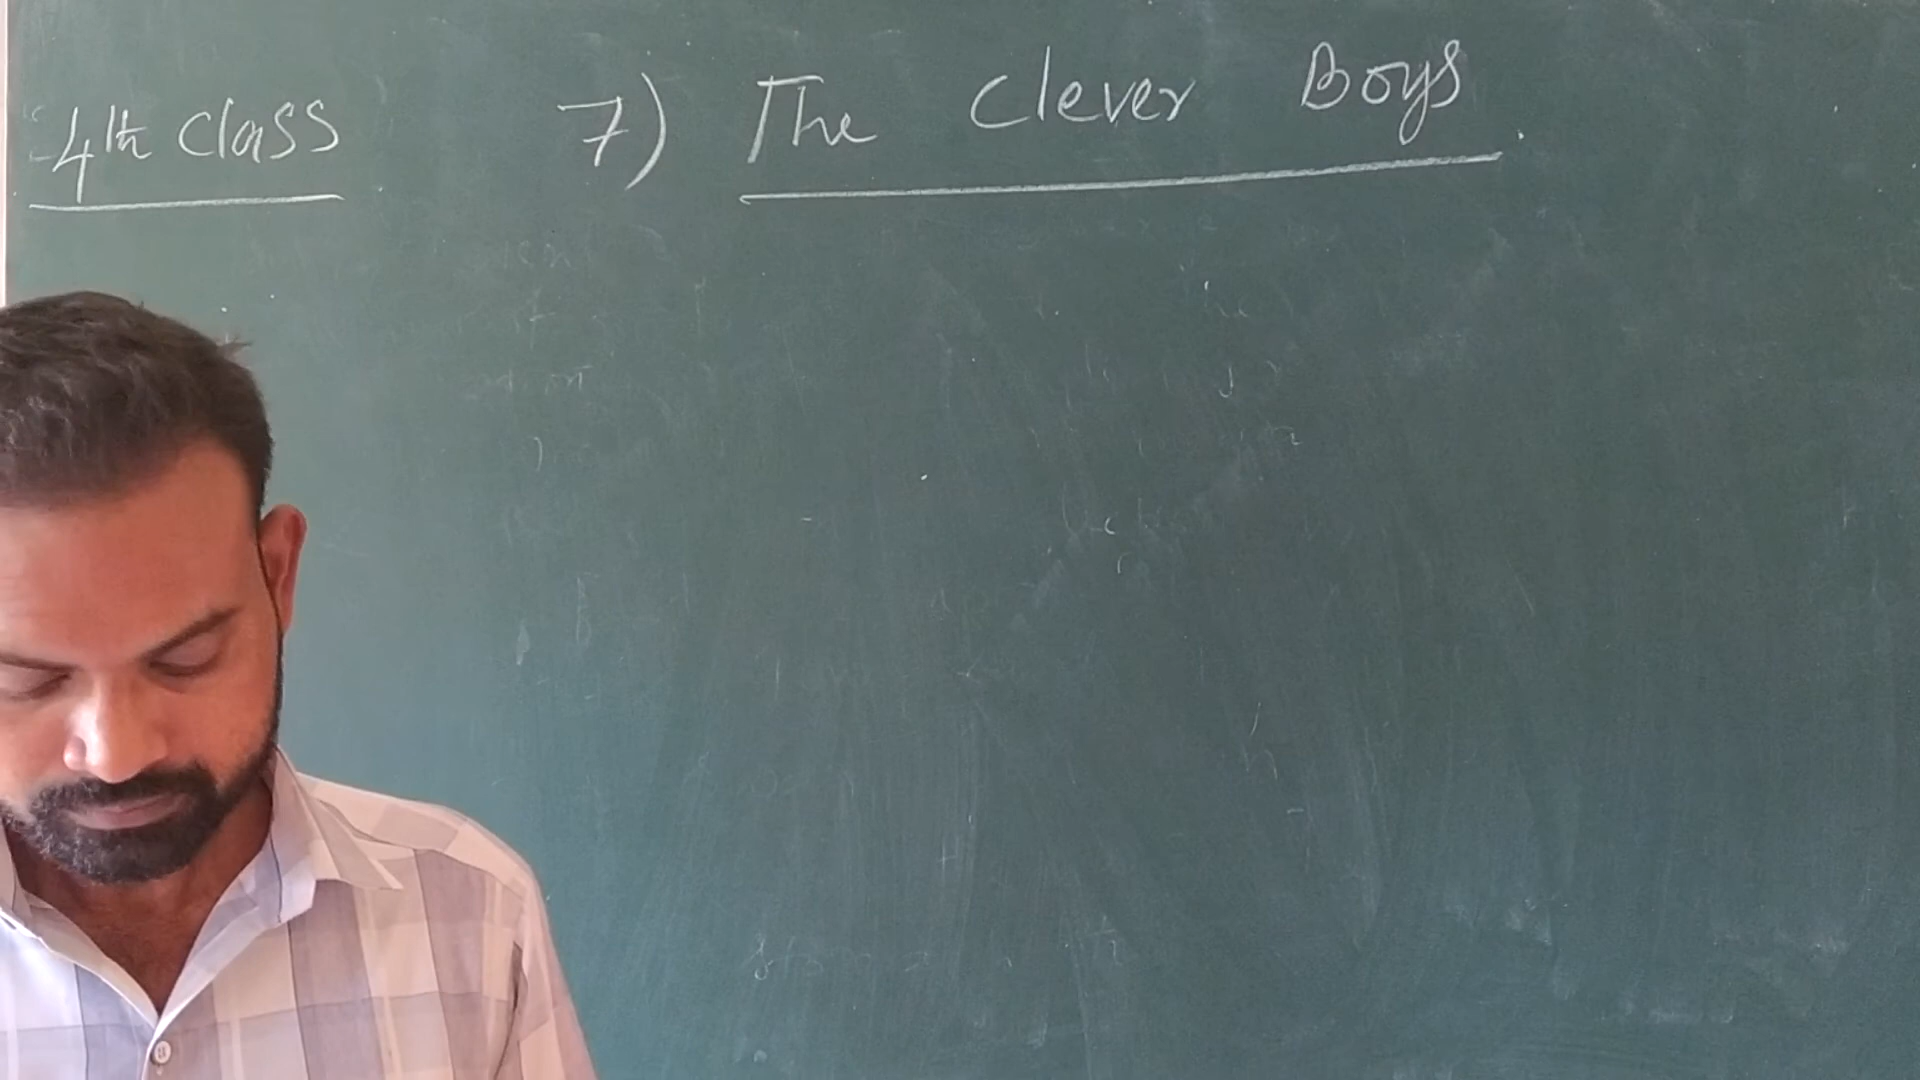 4th class
7) The clever Boys.